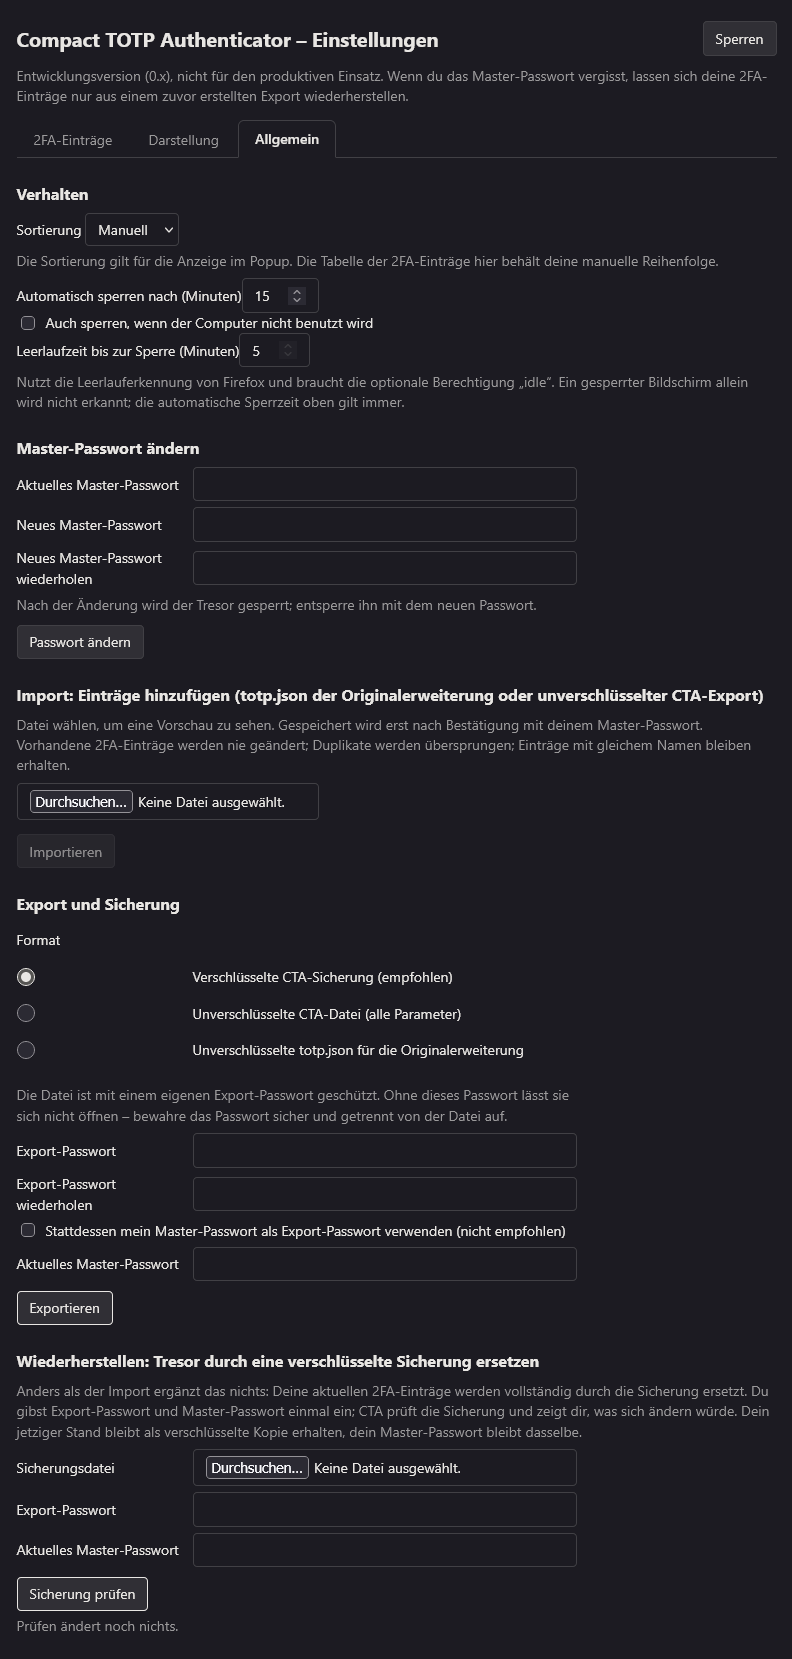 Compact TOTP Authenticator – Einstellungen
Sperren
Entwicklungsversion (0.x), nicht für den produktiven Einsatz. Wenn du das Master-Passwort vergisst, lassen sich deine 2FA-
Einträge nur aus einem zuvor erstellten Export wiederherstellen.
2FA-Einträge
Darstellung
Allgemein
Verhalten
Sortierung Manuell
Die Sortierung gilt für die Anzeige im Popup. Die Tabelle der 2FA-Einträge hier behält deine manuelle Reihenfolge.
Automatisch sperren nach (Minuten) 15
Auch sperren, wenn der Computer nicht benutzt wird
Leerlaufzeit bis zur Sperre (Minuten) 5
Nutzt die Leerlauferkennung von Firefox und braucht die optionale Berechtigung „idle“. Ein gesperrter Bildschirm allein
wird nicht erkannt; die automatische Sperrzeit oben gilt immer.
Master-Passwort ändern
Aktuelles Master-Passwort
Neues Master-Passwort
Neues Master-Passwort
wiederholen
Nach der Änderung wird der Tresor gesperrt; entsperre ihn mit dem neuen Passwort.
Passwort ändern
Import: Einträge hinzufügen (totp.json der Originalerweiterung oder unverschlüsselter CTA-Export)
Datei wählen, um eine Vorschau zu sehen. Gespeichert wird erst nach Bestätigung mit deinem Master-Passwort.
Vorhandene 2FA-Einträge werden nie geändert; Duplikate werden übersprungen; Einträge mit gleichem Namen bleiben
erhalten.
Durchsuchen... Keine Datei ausgewählt.
Importieren
Export und Sicherung
Format
Verschlüsselte CTA-Sicherung (empfohlen)
Unverschlüsselte CTA-Datei (alle Parameter)
Unverschlüsselte totp.json für die Originalerweiterung
Die Datei ist mit einem eigenen Export-Passwort geschützt. Ohne dieses Passwort lässt sie
sich nicht öffnen – bewahre das Passwort sicher und getrennt von der Datei auf.
Export-Passwort
Export-Passwort
wiederholen
Stattdessen mein Master-Passwort als Export-Passwort verwenden (nicht empfohlen)
Aktuelles Master-Passwort
Exportieren
Wiederherstellen: Tresor durch eine verschlüsselte Sicherung ersetzen
Anders als der Import ergänzt das nichts: Deine aktuellen 2FA-Einträge werden vollständig durch die Sicherung ersetzt. Du
gibst Export-Passwort und Master-Passwort einmal ein; CTA prüft die Sicherung und zeigt dir, was sich ändern würde. Dein
jetziger Stand bleibt als verschlüsselte Kopie erhalten, dein Master-Passwort bleibt dasselbe.
Sicherungsdatei
Durchsuchen... Keine Datei ausgewählt.
Export-Passwort
Aktuelles Master-Passwort
Sicherung prüfen
Prüfen ändert noch nichts.